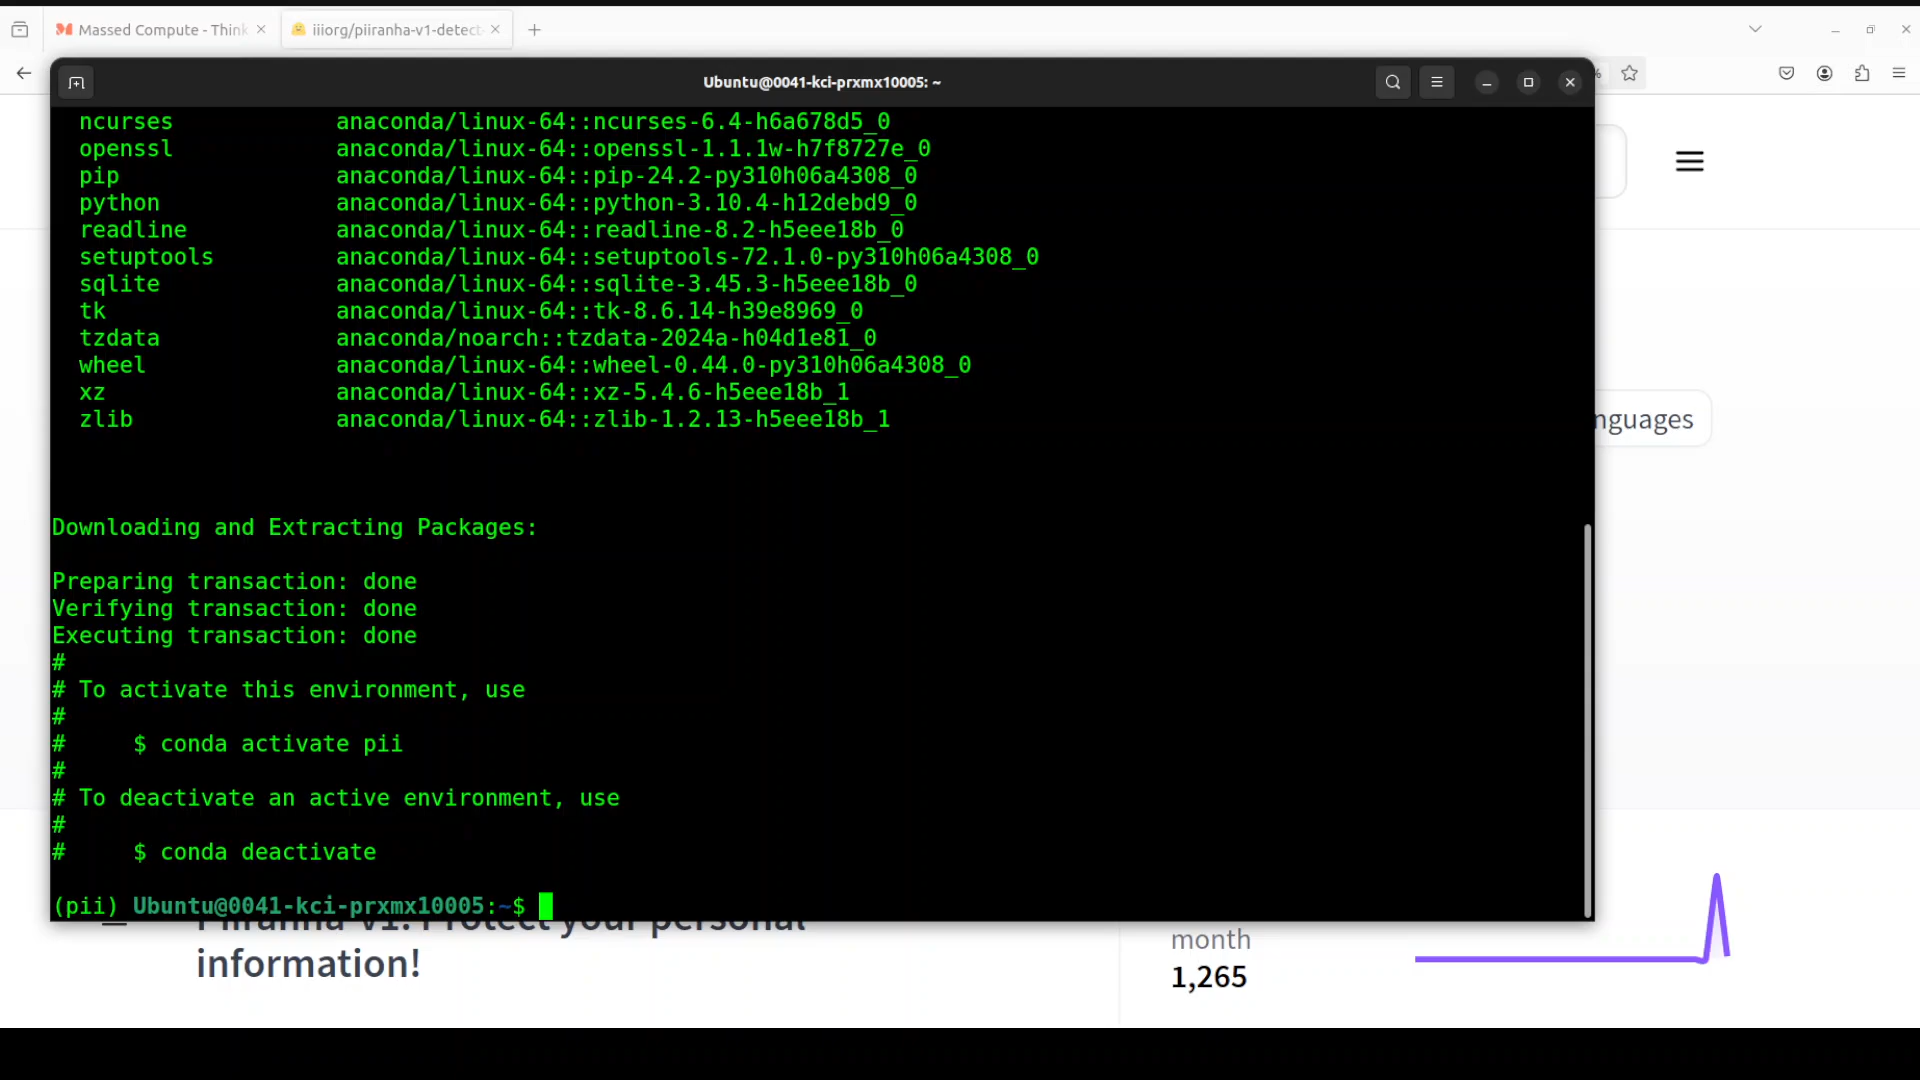 Massed Compute - Think
iiiorg/piiranha-v1-detect-
Ubuntu@0041-kci-prxmx10005: ~
ncurses anaconda/linux-64::ncurses-6.4-h6a678d5_0
openssl anaconda/linux-64::openssl-1.1.1w-h7f8727e_0
pip anaconda/linux-64::pip-24.2-py310h06a4308_0
python anaconda/linux-64::python-3.10.4-h12debd9_0
readline anaconda/linux-64::readline-8.2-h5eee18b_0
setuptools anaconda/linux-64::setuptools-72.1.0-py310h06a4308_0
sqlite anaconda/linux-64::sqlite-3.45.3-h5eee18b_0
tk anaconda/linux-64::tk-8.6.14-h39e8969_0
tzdata anaconda/noarch::tzdata-2024a-h04d1e81_0
wheel anaconda/linux-64::wheel-0.44.0-py310h06a4308_0
xz anaconda/linux-64::xz-5.4.6-h5eee18b_1
zlib anaconda/linux-64::zlib-1.2.13-h5eee18b_1
nguages
Downloading and Extracting Packages:
Preparing transaction: done
Verifying transaction: done
Executing transaction: done
#
# To activate this environment, use
#
# $ conda activate pii
#
# To deactivate an active environment, use
#
# $ conda deactivate
(pii) Ubuntu@0041-kci-prxmx10005:~$
Piiranha-v1: Protect your personal
information!
month
1,265